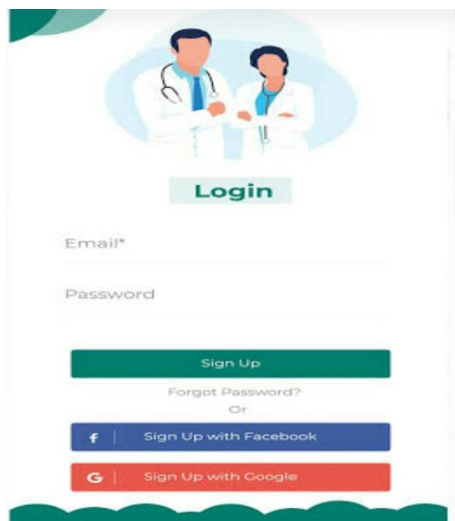 Login
Email*
Password
Sign Up
Forgot Password?
Or
f | Sign Up with Facebook
G | Sign Up with Google